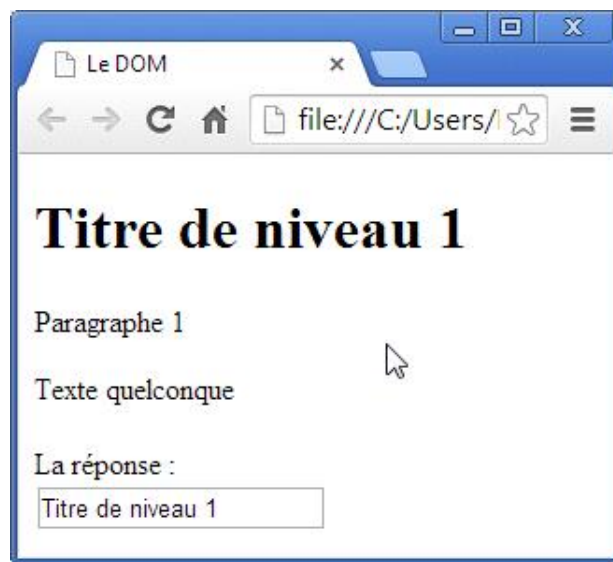 Le DOM
file:///C:/Users/
Titre de niveau 1
Paragraphe 1
Texte quelconque
La réponse :
Titre de niveau 1